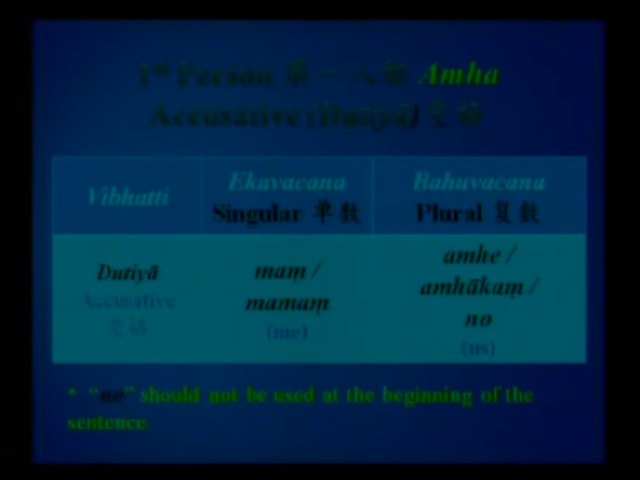 1st Person 第一人称 Amha
Accusative (Dutiyā) 受格
Vibhatti
Ekavacana
Singular 单数
Bahuvacana
Plural 复数
Dutiyā
Accusative
受格
maṃ /
mamaṃ
(me)
amhe /
amhākaṃ /
no
(us)
* “no” should not be used at the beginning of the
sentence